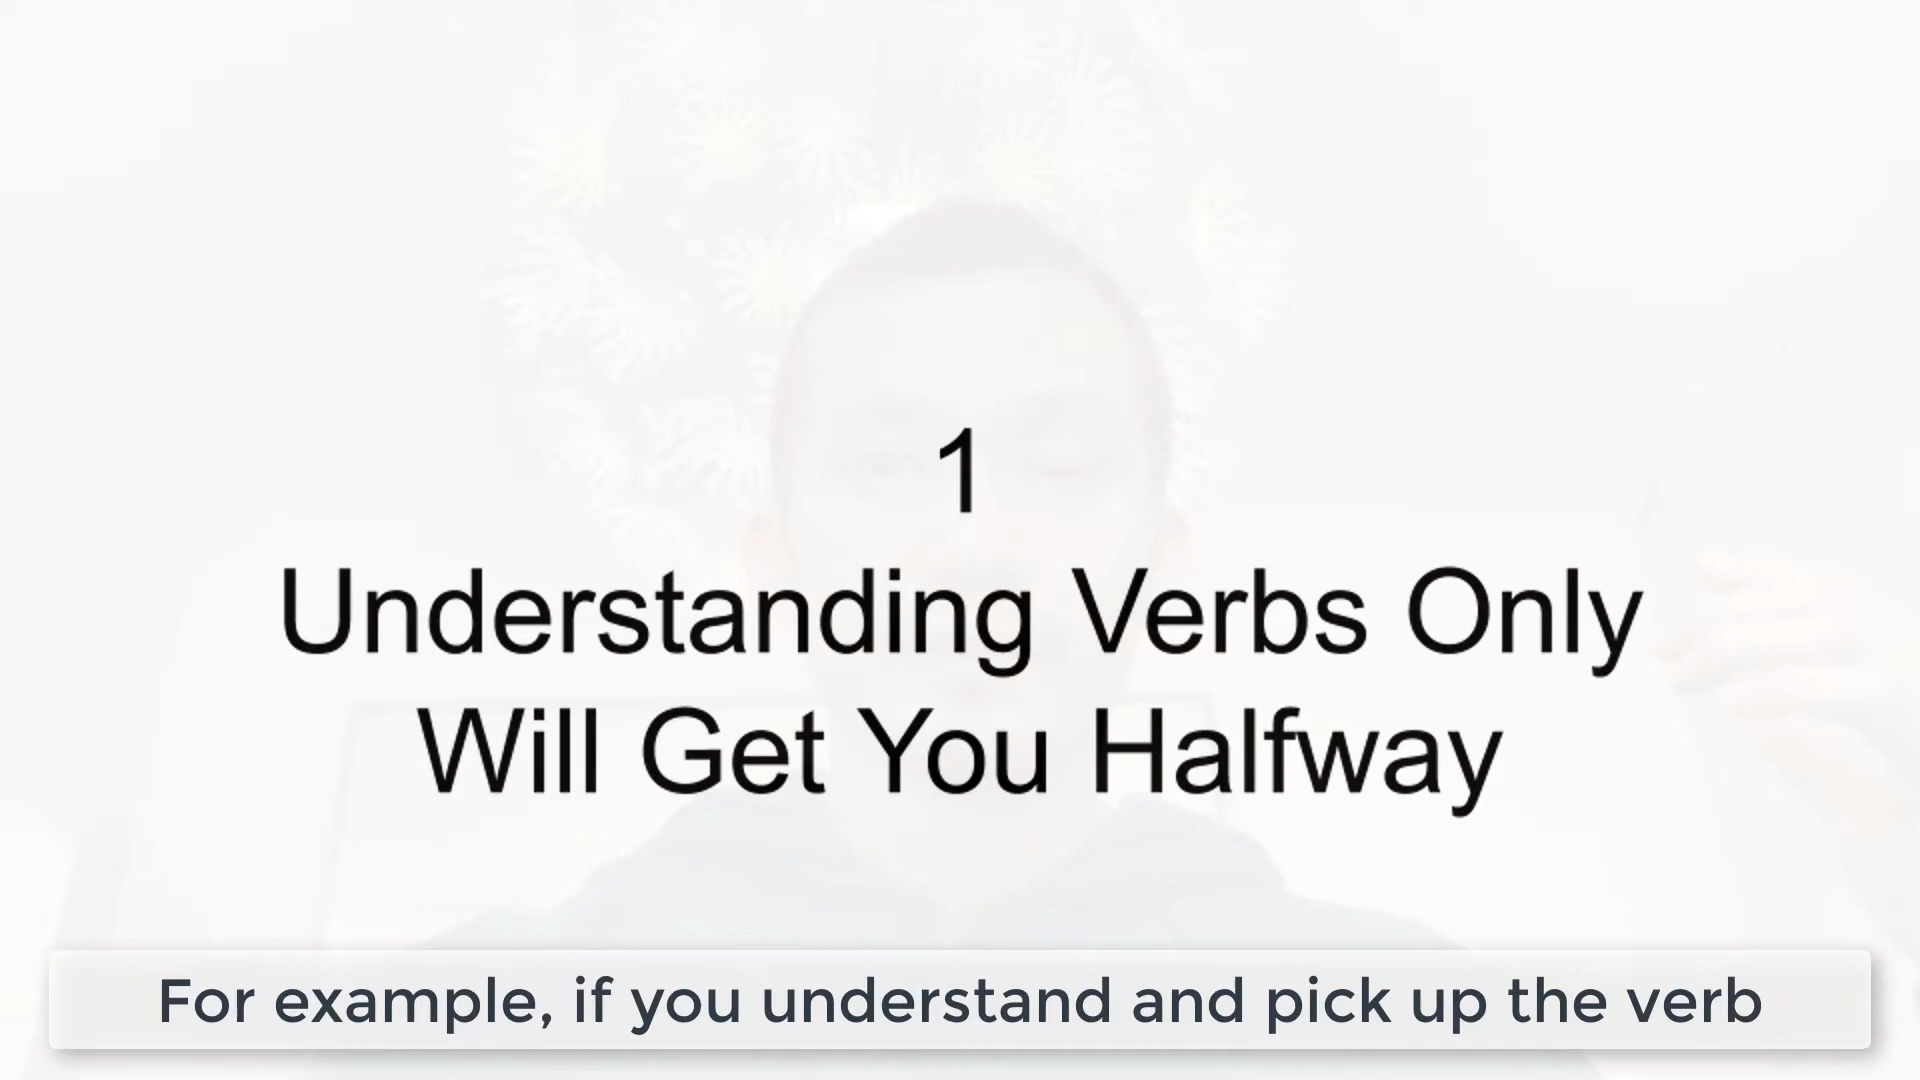 1
Understanding Verbs Only
Will Get You Halfway
For example, if you understand and pick up the verb